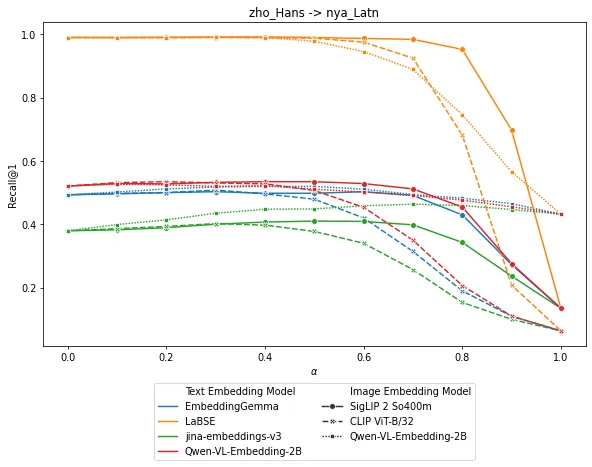 zho_Hans -> nya_Latn
Recall@1
1.0
0.8
0.6
0.4
0.2
0.0 0.2 0.4 0.6 0.8 1.0
α
Text Embedding Model
EmbeddingGemma
LaBSE
jina-embeddings-v3
Qwen-VL-Embedding-2B
Image Embedding Model
SigLIP 2 So400m
CLIP ViT-B/32
Qwen-VL-Embedding-2B